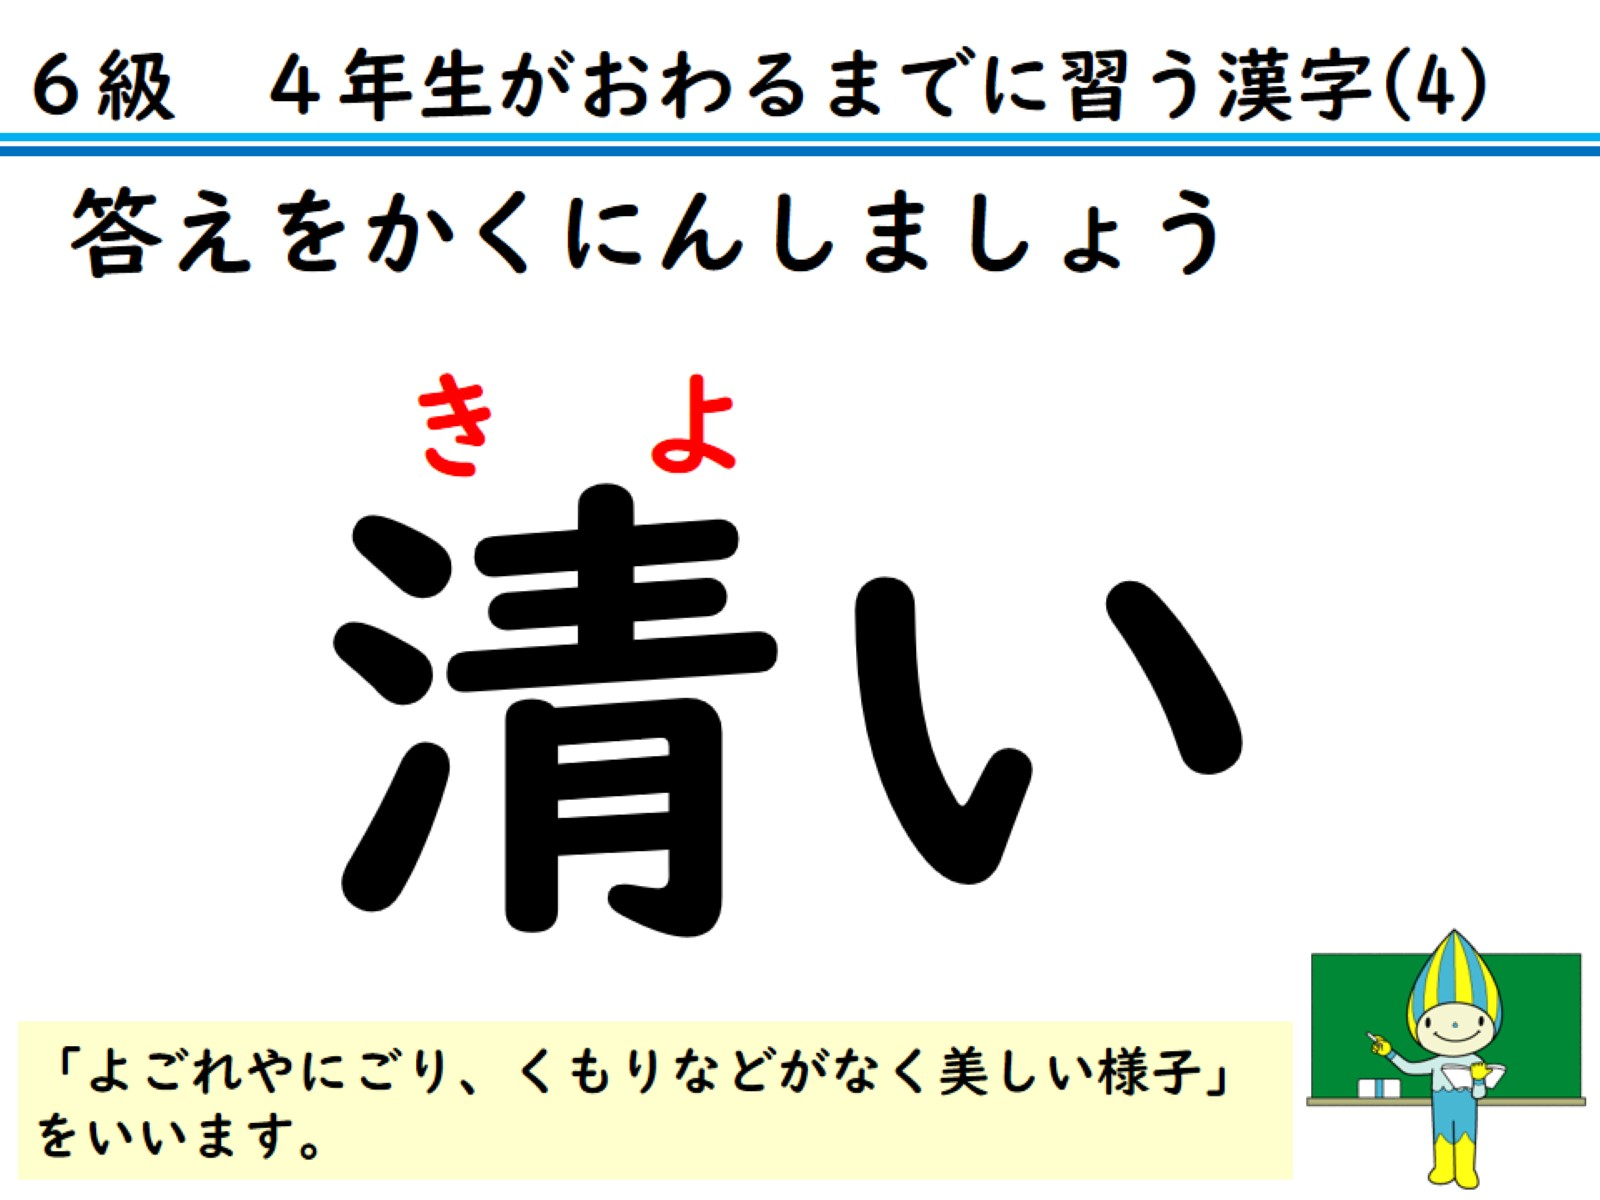 ６級　４年生がおわるまでに習う漢字(4)
答えをかくにんしましょう
きよ
清い
「よごれやにごり、くもりなどがなく美しい様子」
をいいます。